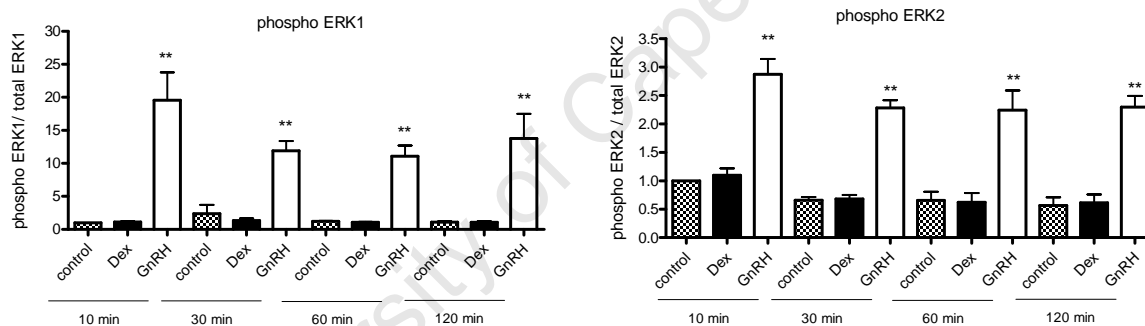 phospho ERK1
phospho ERK1/ total ERK1
30
25
20
15
10
5
0
**
**
**
**
control
Dex
GnRH
control
Dex
GnRH
control
Dex
GnRH
control
Dex
GnRH
10 min
30 min
60 min
120 min
phospho ERK2
phospho ERK2 / total ERK2
3.5
3.0
2.5
2.0
1.5
1.0
0.5
0.0
**
**
**
**
control
Dex
GnRH
control
Dex
GnRH
control
Dex
GnRH
control
Dex
GnRH
10 min
30 min
60 min
120 min
ersity of Cape